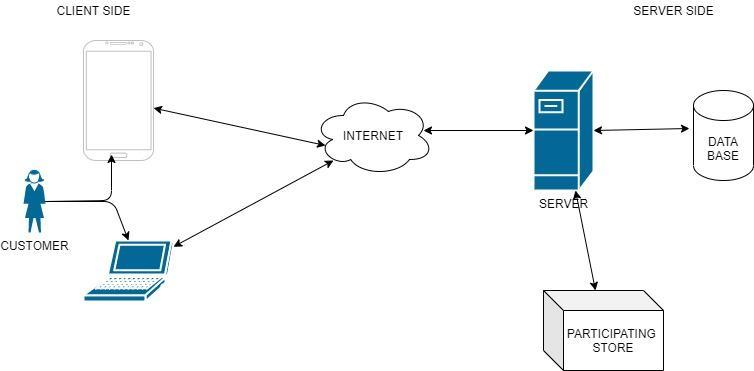 CLIENT SIDE
SERVER SIDE
INTERNET
DATA
BASE
SERVER
CUSTOMER
PARTICIPATING
STORE